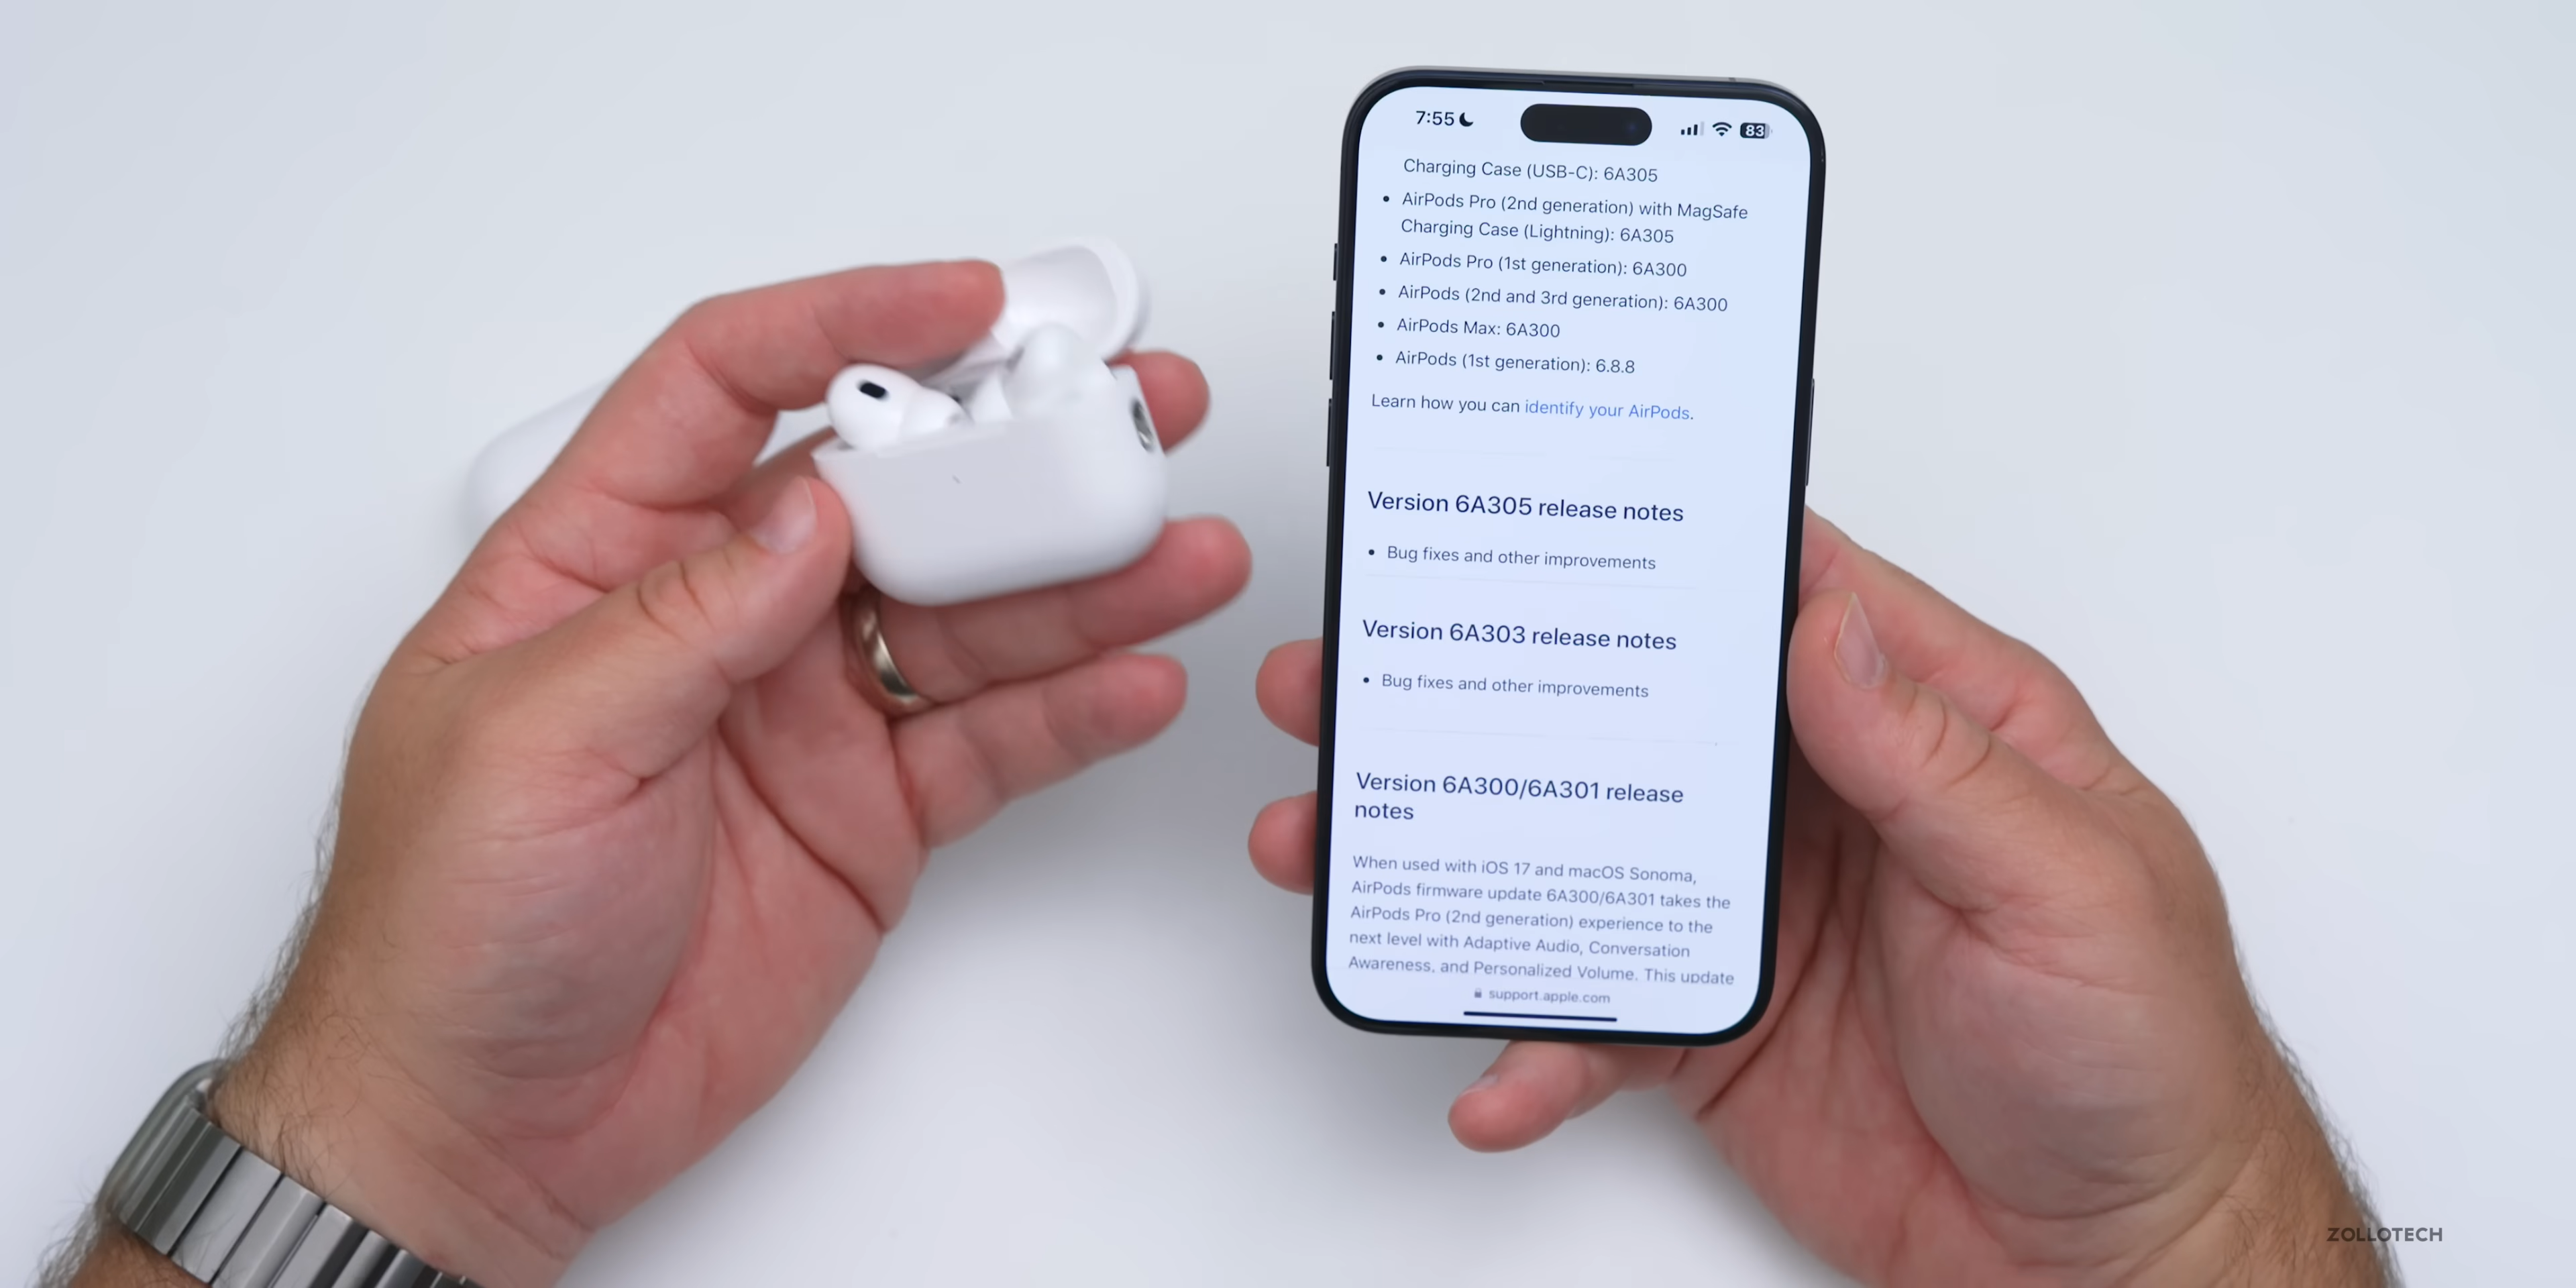 7:55
83
Charging Case (USB-C): 6A305
• AirPods Pro (2nd generation) with MagSafe
Charging Case (Lightning): 6A305
• AirPods Pro (1st generation): 6A300
• AirPods (2nd and 3rd generation): 6A300
• AirPods Max: 6A300
• AirPods (1st generation): 6.8.8
Learn how you can identify your AirPods.
Version 6A305 release notes
• Bug fixes and other improvements
Version 6A303 release notes
• Bug fixes and other improvements
Version 6A300/6A301 release
notes
When used with iOS 17 and macOS Sonoma,
AirPods firmware update 6A300/6A301 takes the
AirPods Pro (2nd generation) experience to the
next level with Adaptive Audio, Conversation
Awareness, and Personalized Volume. This update
support.apple.com
ZOLLOTECH